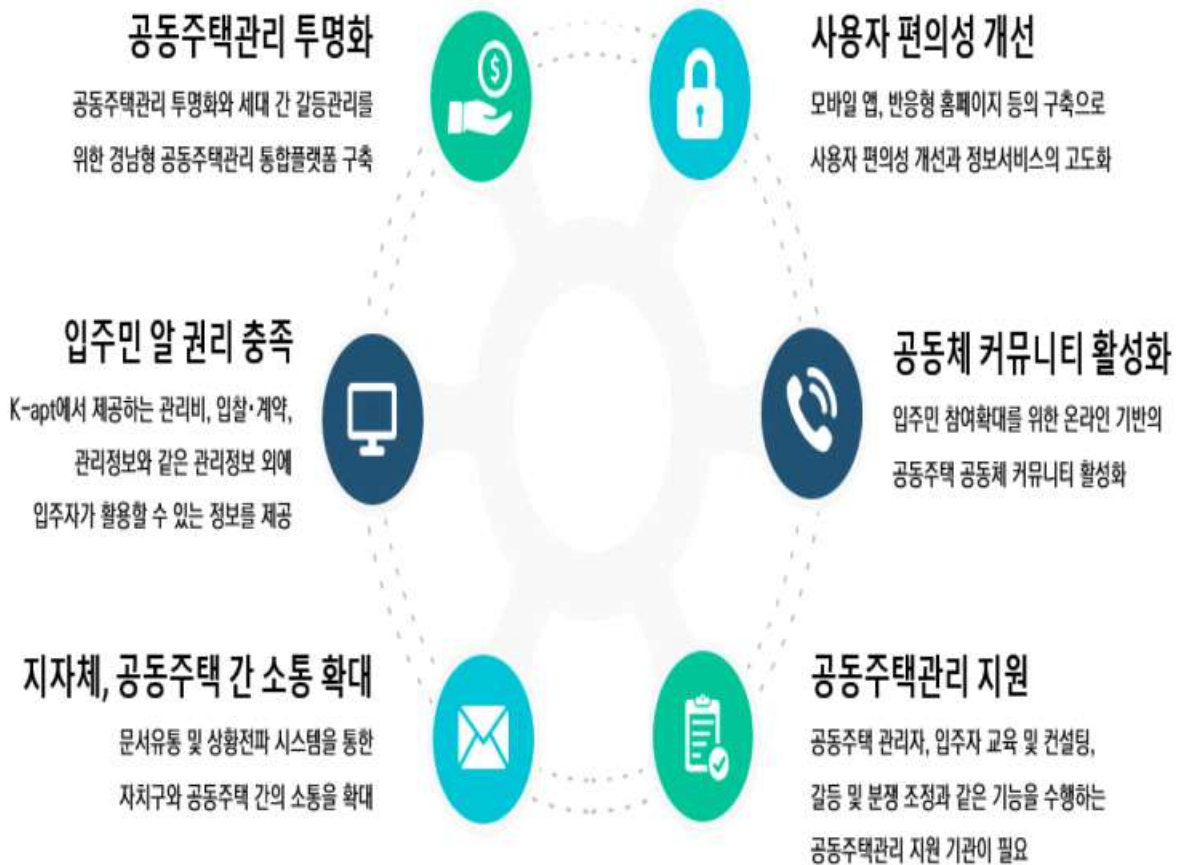 공동주택관리 투명화
공동주택관리 투명화와 세대 간 갈등관리를
위한 경남형 공동주택관리 통합플랫폼 구축
사용자 편의성 개선
모바일 앱, 반응형 홈페이지 등의 구축으로
사용자 편의성 개선과 정보서비스의 고도화
입주민 알 권리 충족
K-apt에서 제공하는 관리비, 입찰·계약,
관리정보와 같은 관리정보 외에
입주자가 활용할 수 있는 정보를 제공
공동체 커뮤니티 활성화
입주민 참여확대를 위한 온라인 기반의
공동주택 공동체 커뮤니티 활성화
지자체, 공동주택 간 소통 확대
문서유통 및 상황전파 시스템을 통한
자치구와 공동주택 간의 소통을 확대
공동주택관리 지원
공동주택 관리자, 입주자 교육 및 컨설팅,
갈등 및 분쟁 조정과 같은 기능을 수행하는
공동주택관리 지원 기관이 필요